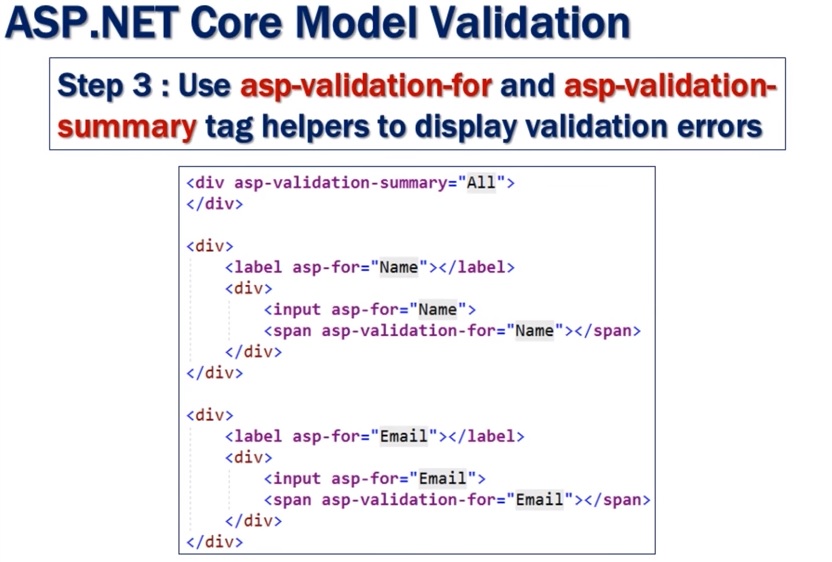 ASP.NET Core Model Validation
Step 3 : Use asp-validation-for and asp-validation-
summary tag helpers to display validation errors
<div asp-validation-summary="All">
</div>
<div>
<label asp-for="Name"></label>
<div>
<input asp-for="Name">
<span asp-validation-for="Name"></span>
</div>
</div>
<div>
<label asp-for="Email"></label>
<div>
<input asp-for="Email">
<span asp-validation-for="Email"></span>
</div>
</div>